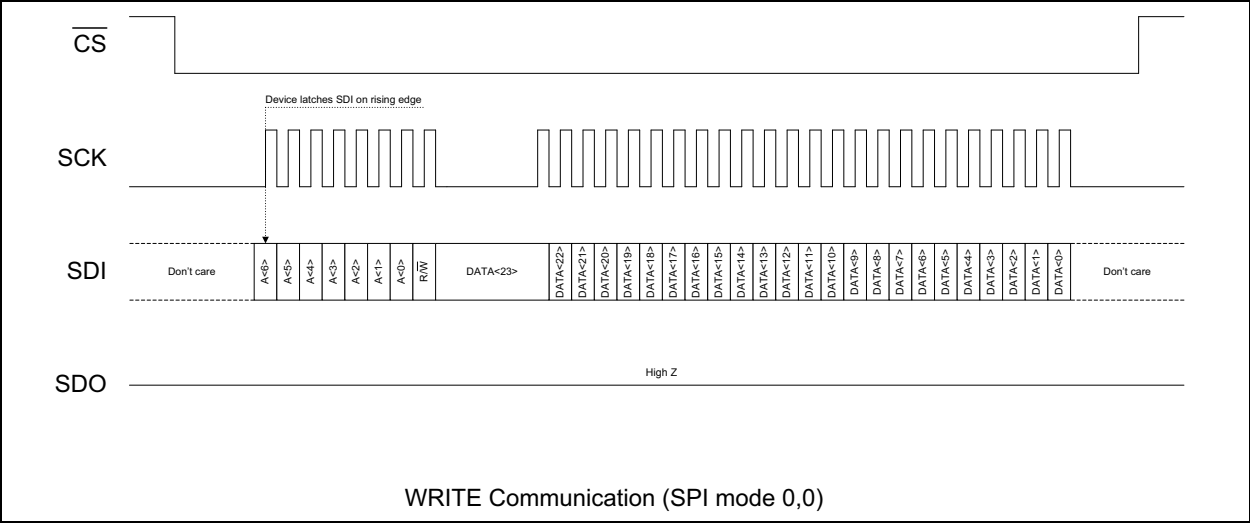 CS
Device latches SDI on rising edge
SCK
SDI
Don't care
A<6>
A<5>
A<4>
A<3>
A<2>
A<1>
A<0>
R/W
DATA<23>
DATA<22>
DATA<21>
DATA<20>
DATA<19>
DATA<18>
DATA<17>
DATA<16>
DATA<15>
DATA<14>
DATA<13>
DATA<12>
DATA<11>
DATA<10>
DATA<9>
DATA<8>
DATA<7>
DATA<6>
DATA<5>
DATA<4>
DATA<3>
DATA<2>
DATA<1>
DATA<0>
Don't care
High Z
SDO
WRITE Communication (SPI mode 0,0)